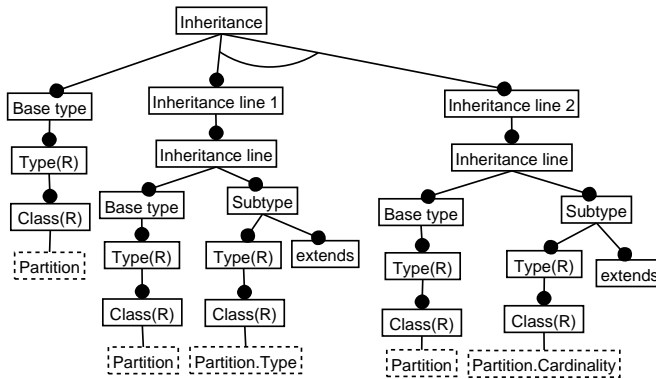 Inheritance
Base type
Inheritance line 1
Inheritance line 2
Type(R)
Inheritance line
Inheritance line
Class(R)
Base type
Subtype
Base type
Subtype
Partition
Type(R)
Type(R)
extends
Type(R)
Type(R)
extends
Class(R)
Class(R)
Class(R)
Class(R)
Partition
Partition.Type
Partition
Partition.Cardinality